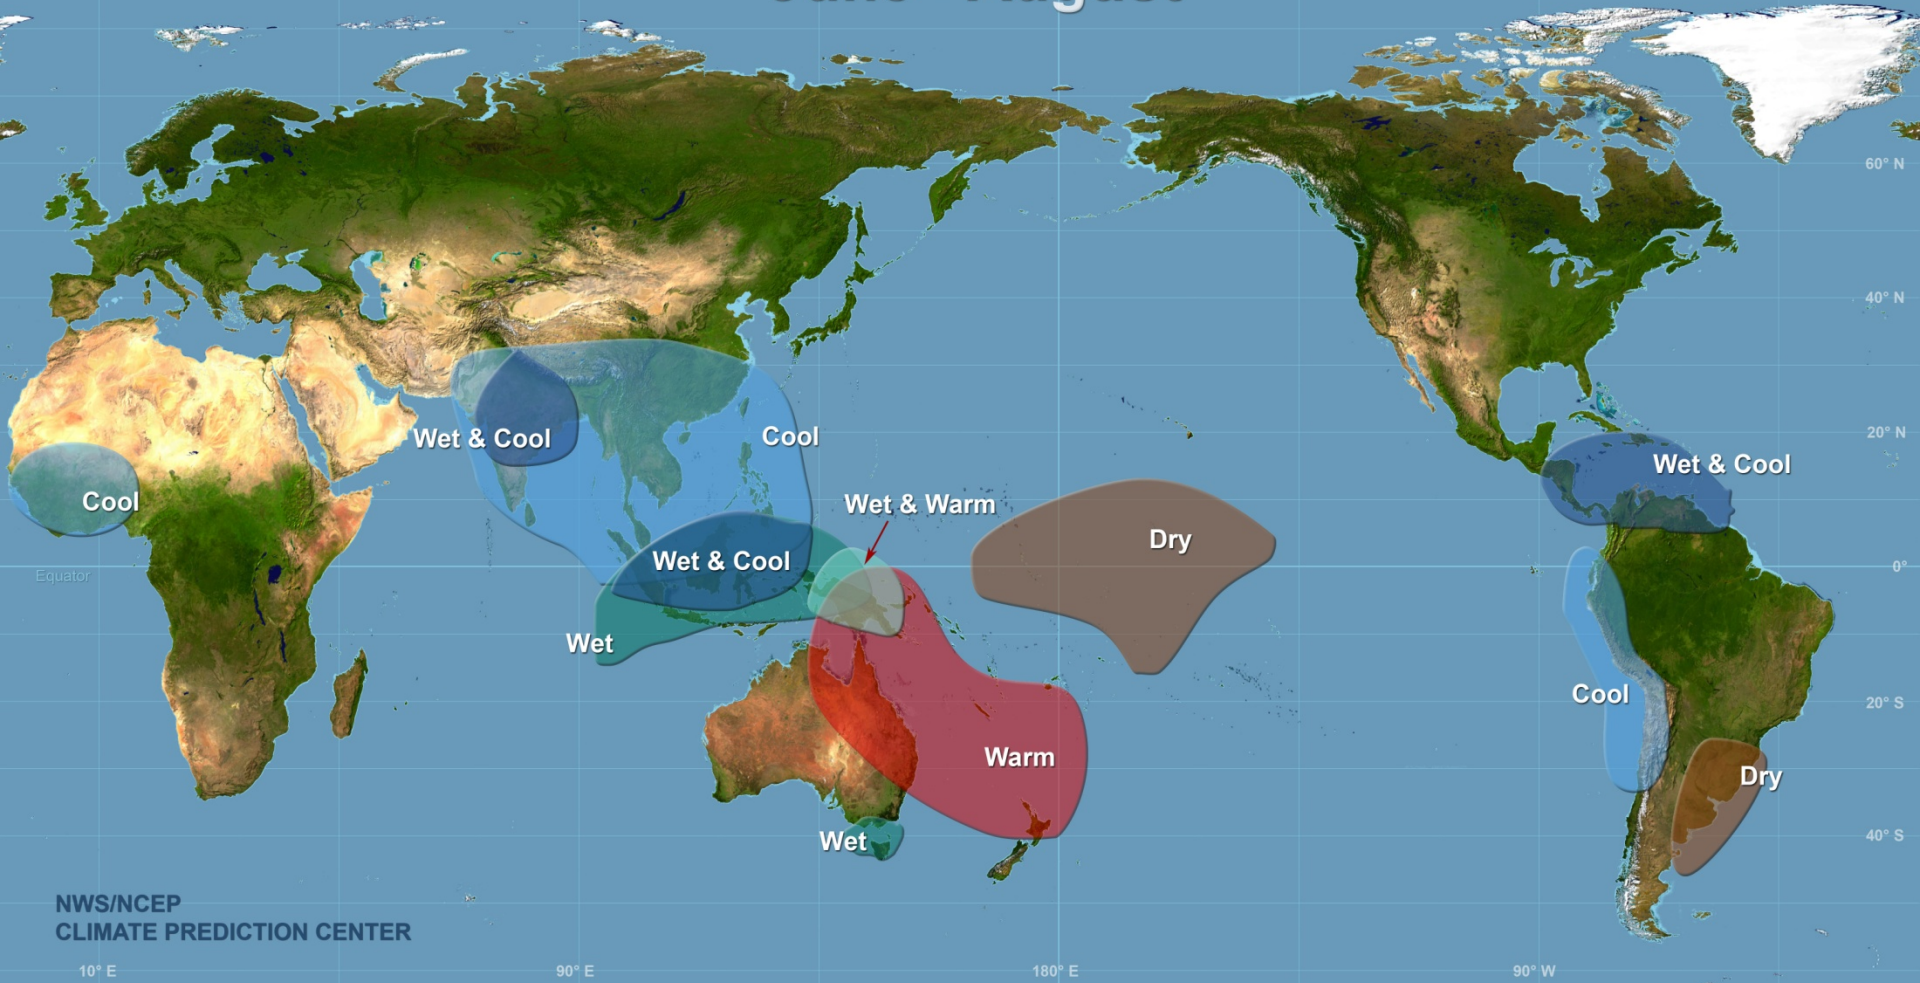 60° N
40° N
20° N
Wet & Cool
Cool
Wet & Cool
Cool
Wet & Warm
Dry
Wet & Cool
Equator
0°
Wet
Cool
20° S
Warm
Dry
Wet
40° S
NWS/NCEP
CLIMATE PREDICTION CENTER
10° E
90° E
180° E
90° W